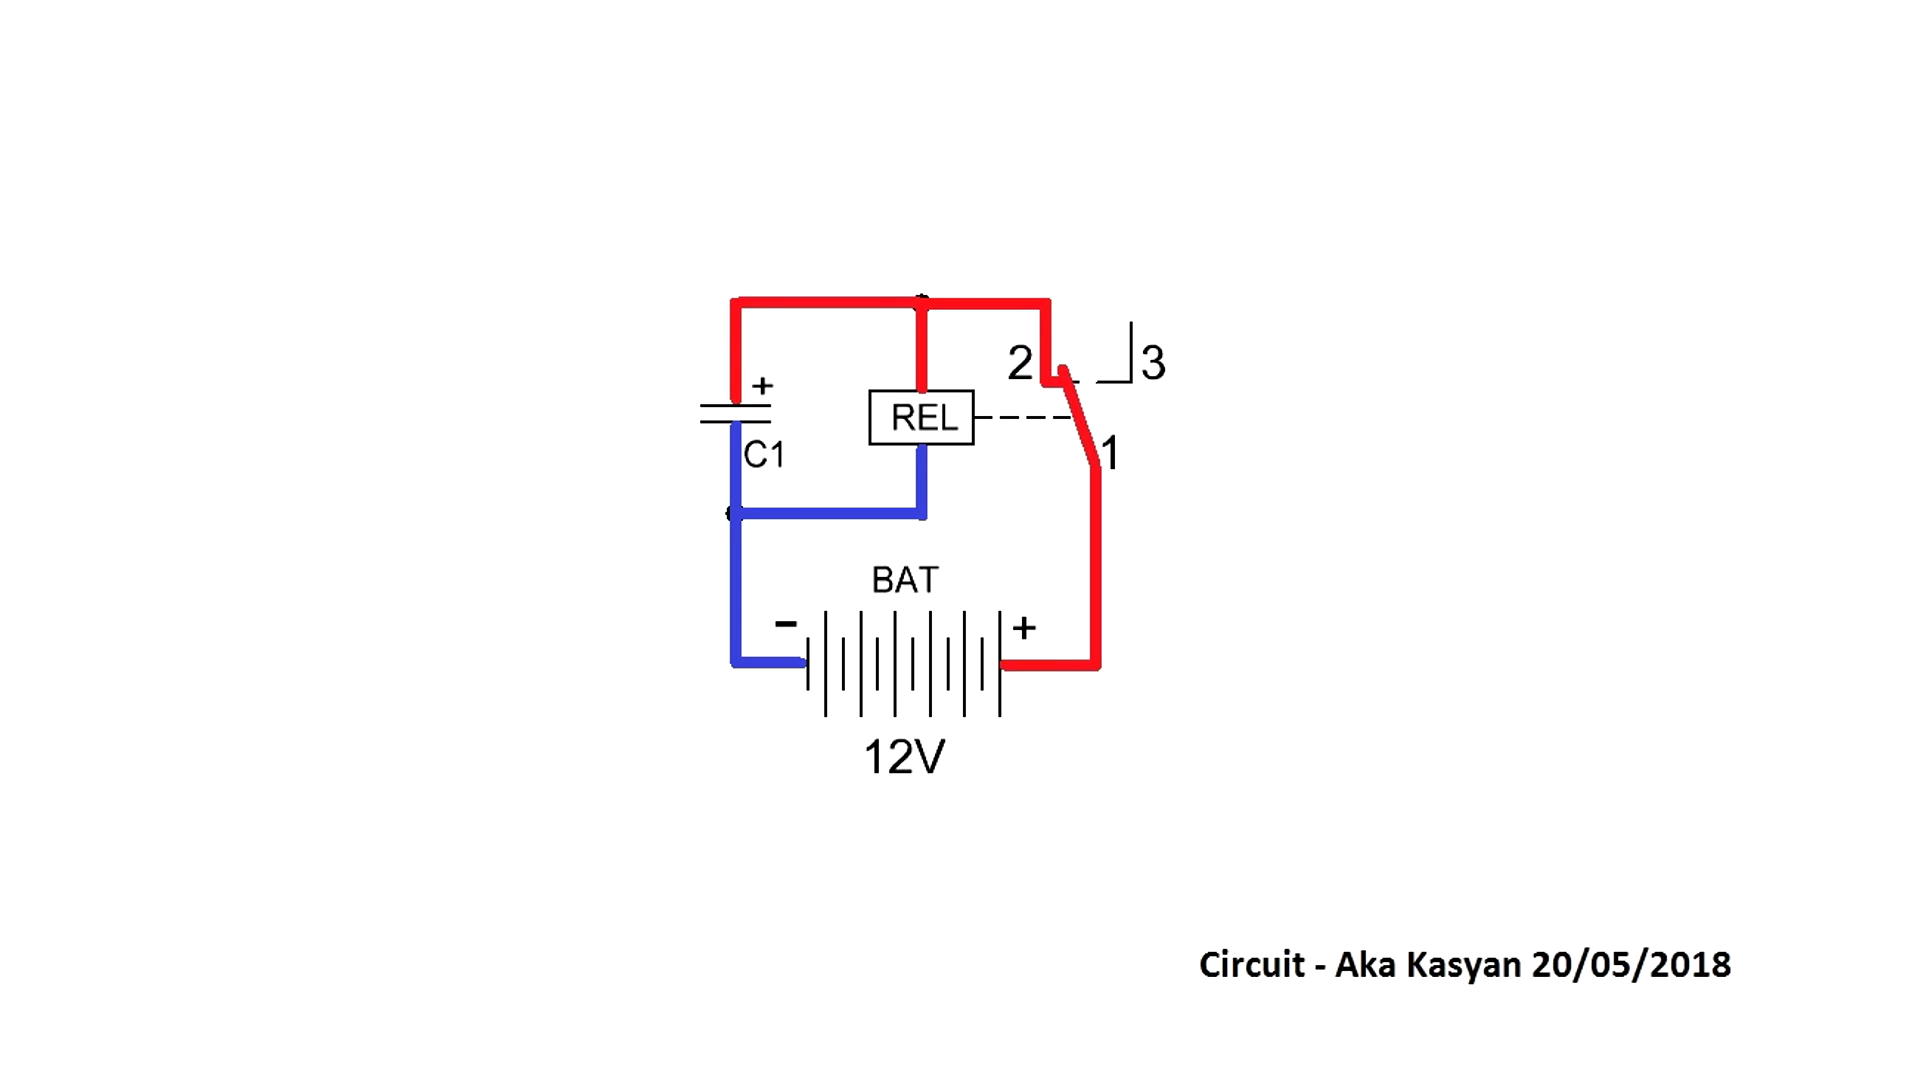 2
3
+
REL
1
C1
BAT
-
+
12V
Circuit - Aka Kasyan 20/05/2018